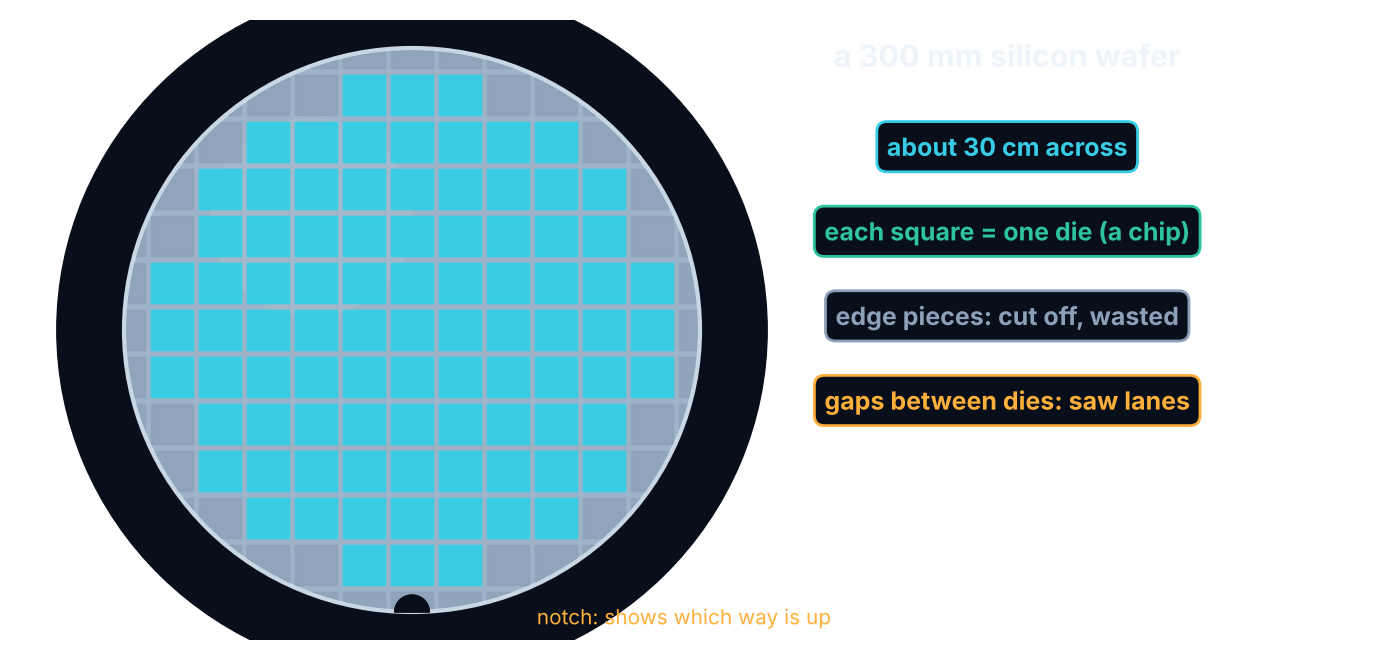 a 300 mm silicon wafer
about 30 cm across
each square = one die (a chip)
edge pieces: cut off, wasted
gaps between dies: saw lanes
notch: shows which way is up